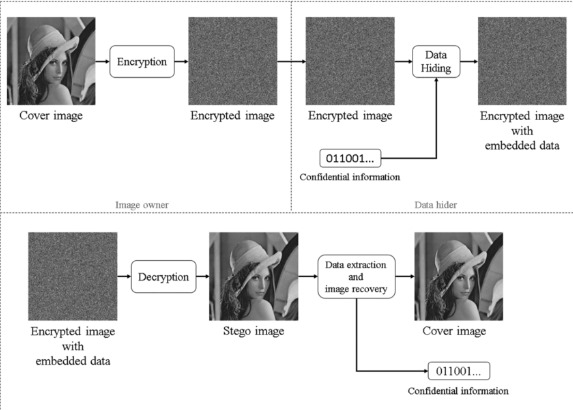 Encryption
Data
Hiding
Cover image
Encrypted image
Encrypted image
Encrypted image
with
embedded data
011001...
Confidential information
Image owner
Data hider
Decryption
Data extraction
and
image recovery
Encrypted image
with
embedded data
Stego image
Cover image
011001...
Confidential information